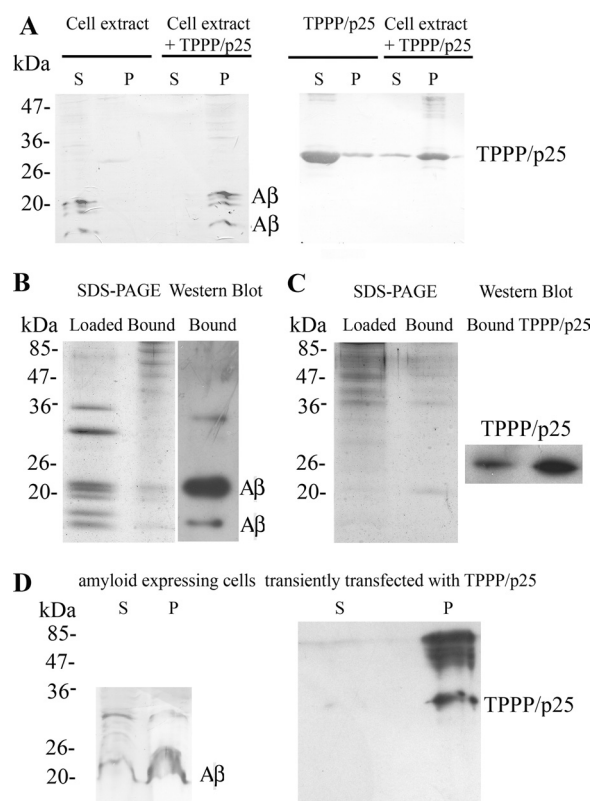 A
Cell extract Cell extract + TPPP/p25 TPPP/p25 Cell extract + TPPP/p25
kDa
S P S P S P S P
47-
36-
26-
20-
Aβ
Aβ
TPPP/p25
B
SDS-PAGE Western Blot
kDa Loaded Bound Bound
85-
47-
36-
26-
20-
Aβ
Aβ
C
SDS-PAGE Western Blot
kDa Loaded Bound Bound TPPP/p25
85-
47-
36-
26-
20-
TPPP/p25
D
amyloid expressing cells transiently transfected with TPPP/p25
kDa S P S P
85-
47-
36-
26-
20-
Aβ
TPPP/p25